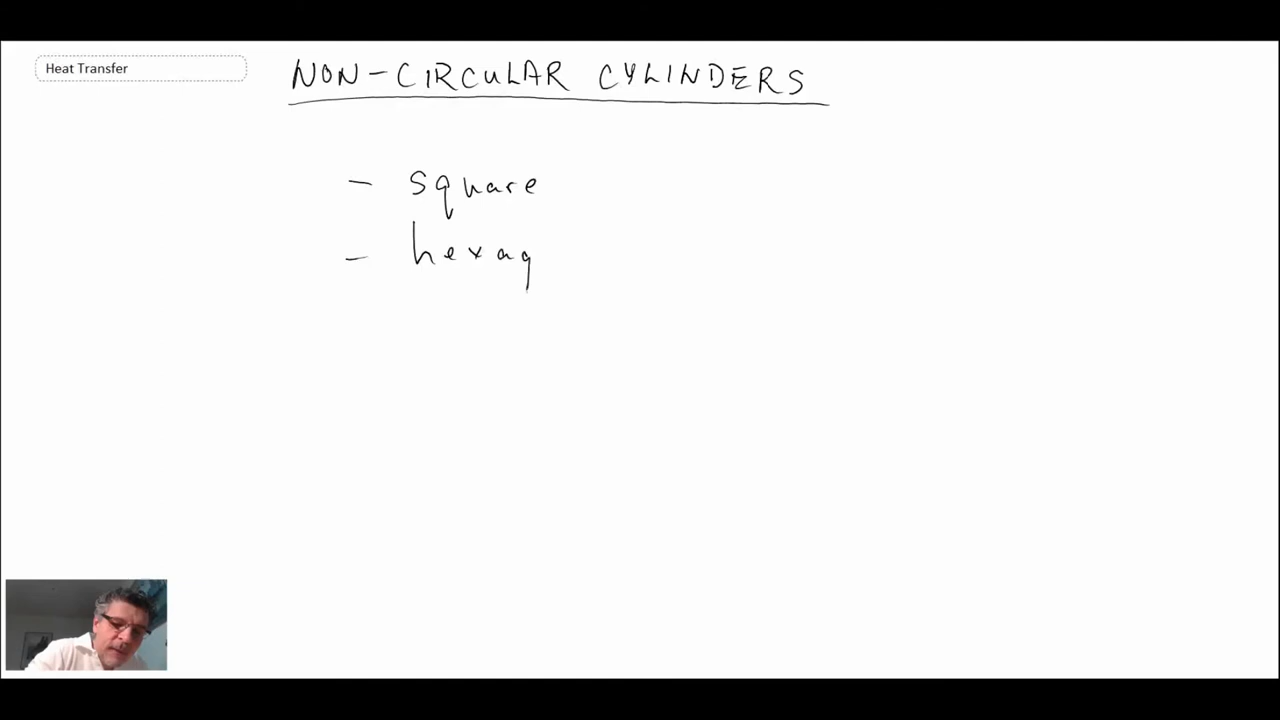 Heat Transfer
NON-CIRCULAR CYLINDERS
- square
- hexag